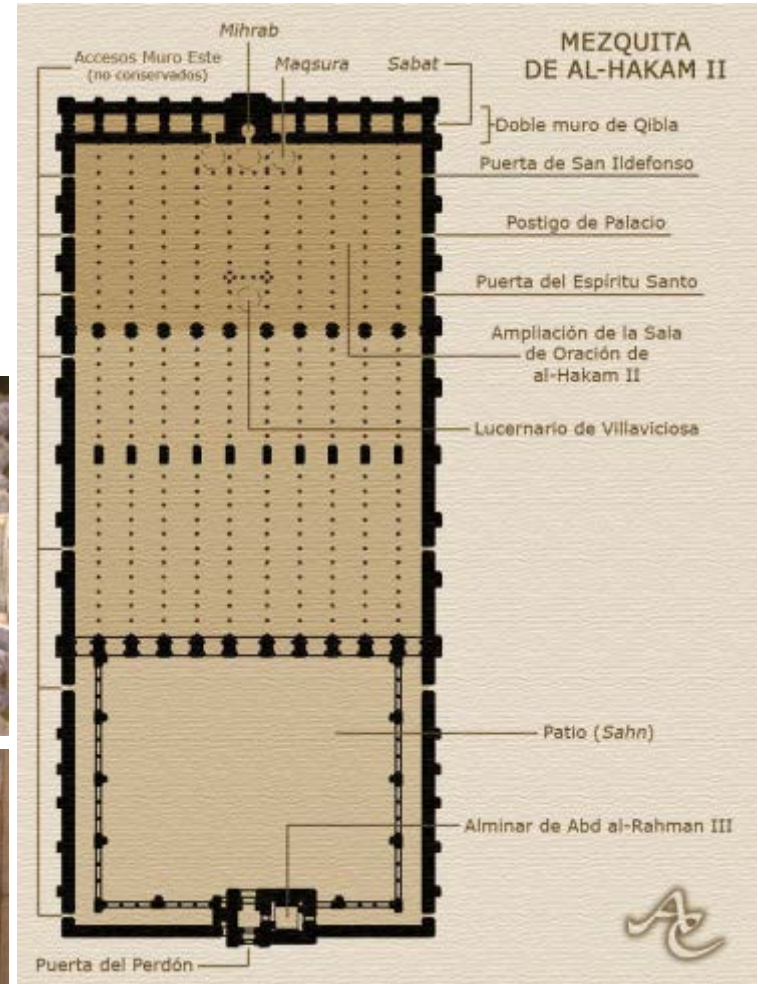 MEZQUITA
DE AL-HAKAM II
Mihrab
Accesos Muro Este
(no conservados)
Maqsura
Sabat
Doble muro de Qibla
Puerta de San Ildefonso
Postigo de Palacio
Puerta del Espíritu Santo
Ampliación de la Sala
de Oración de
al-Hakam II
Lucernario de Villaviciosa
Patio (Sahn)
Alminar de Abd al-Rahman III
Puerta del Perdón